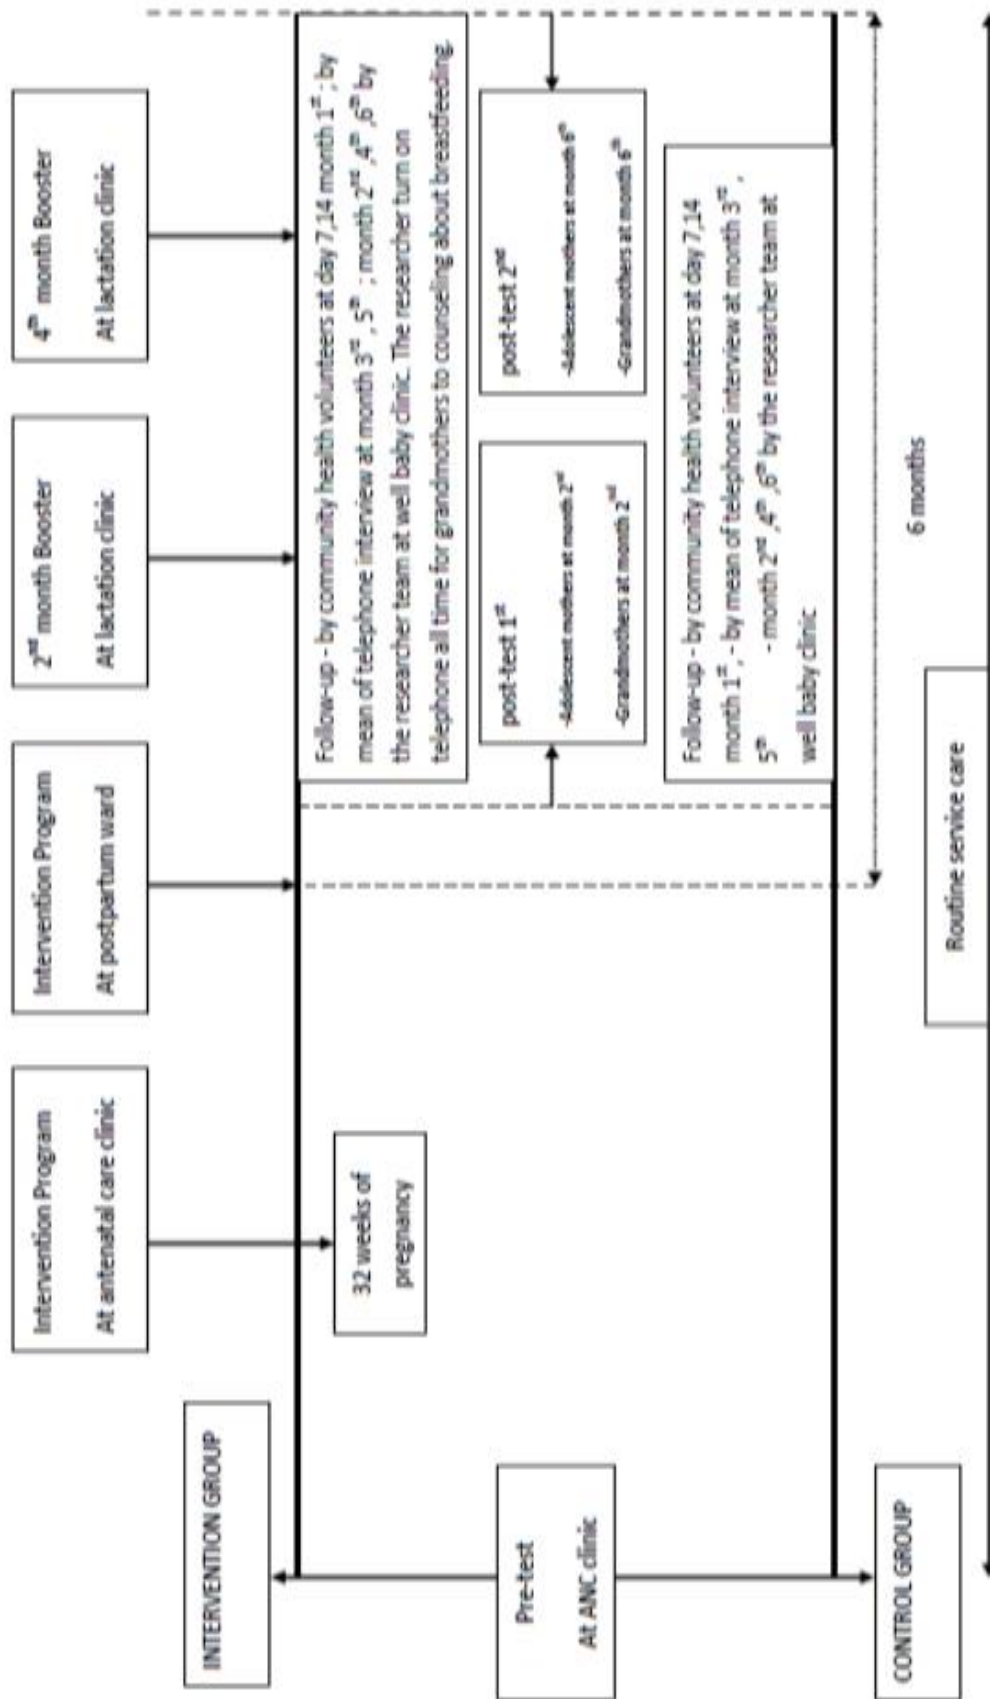 Intervention Program
At antenatal care clinic
Intervention Program
At postpartum ward
2nd month Booster
At lactation clinic
4th month Booster
At lactation clinic
INTERVENTION GROUP
32 weeks of
pregnancy
Follow-up - by community health volunteers at day 7,14 month 1st ; by
mean of telephone interview at month 3rd , 5th ; month 2nd ,4th ,6th by
the researcher team at well baby clinic. The researcher turn on
telephone all time for grandmothers to counseling about breastfeeding.
Pre-test
At ANC clinic
post-test 1st
-Adolescent mothers at month 2nd
-Grandmothers at month 2nd
post-test 2nd
-Adolescent mothers at month 6th
-Grandmothers at month 6th
Follow-up - by community health volunteers at day 7,14
month 1st , - by mean of telephone interview at month 3rd ,
5th - month 2nd ,4th ,6th by the researcher team at
well baby clinic
CONTROL GROUP
6 months
Routine service care